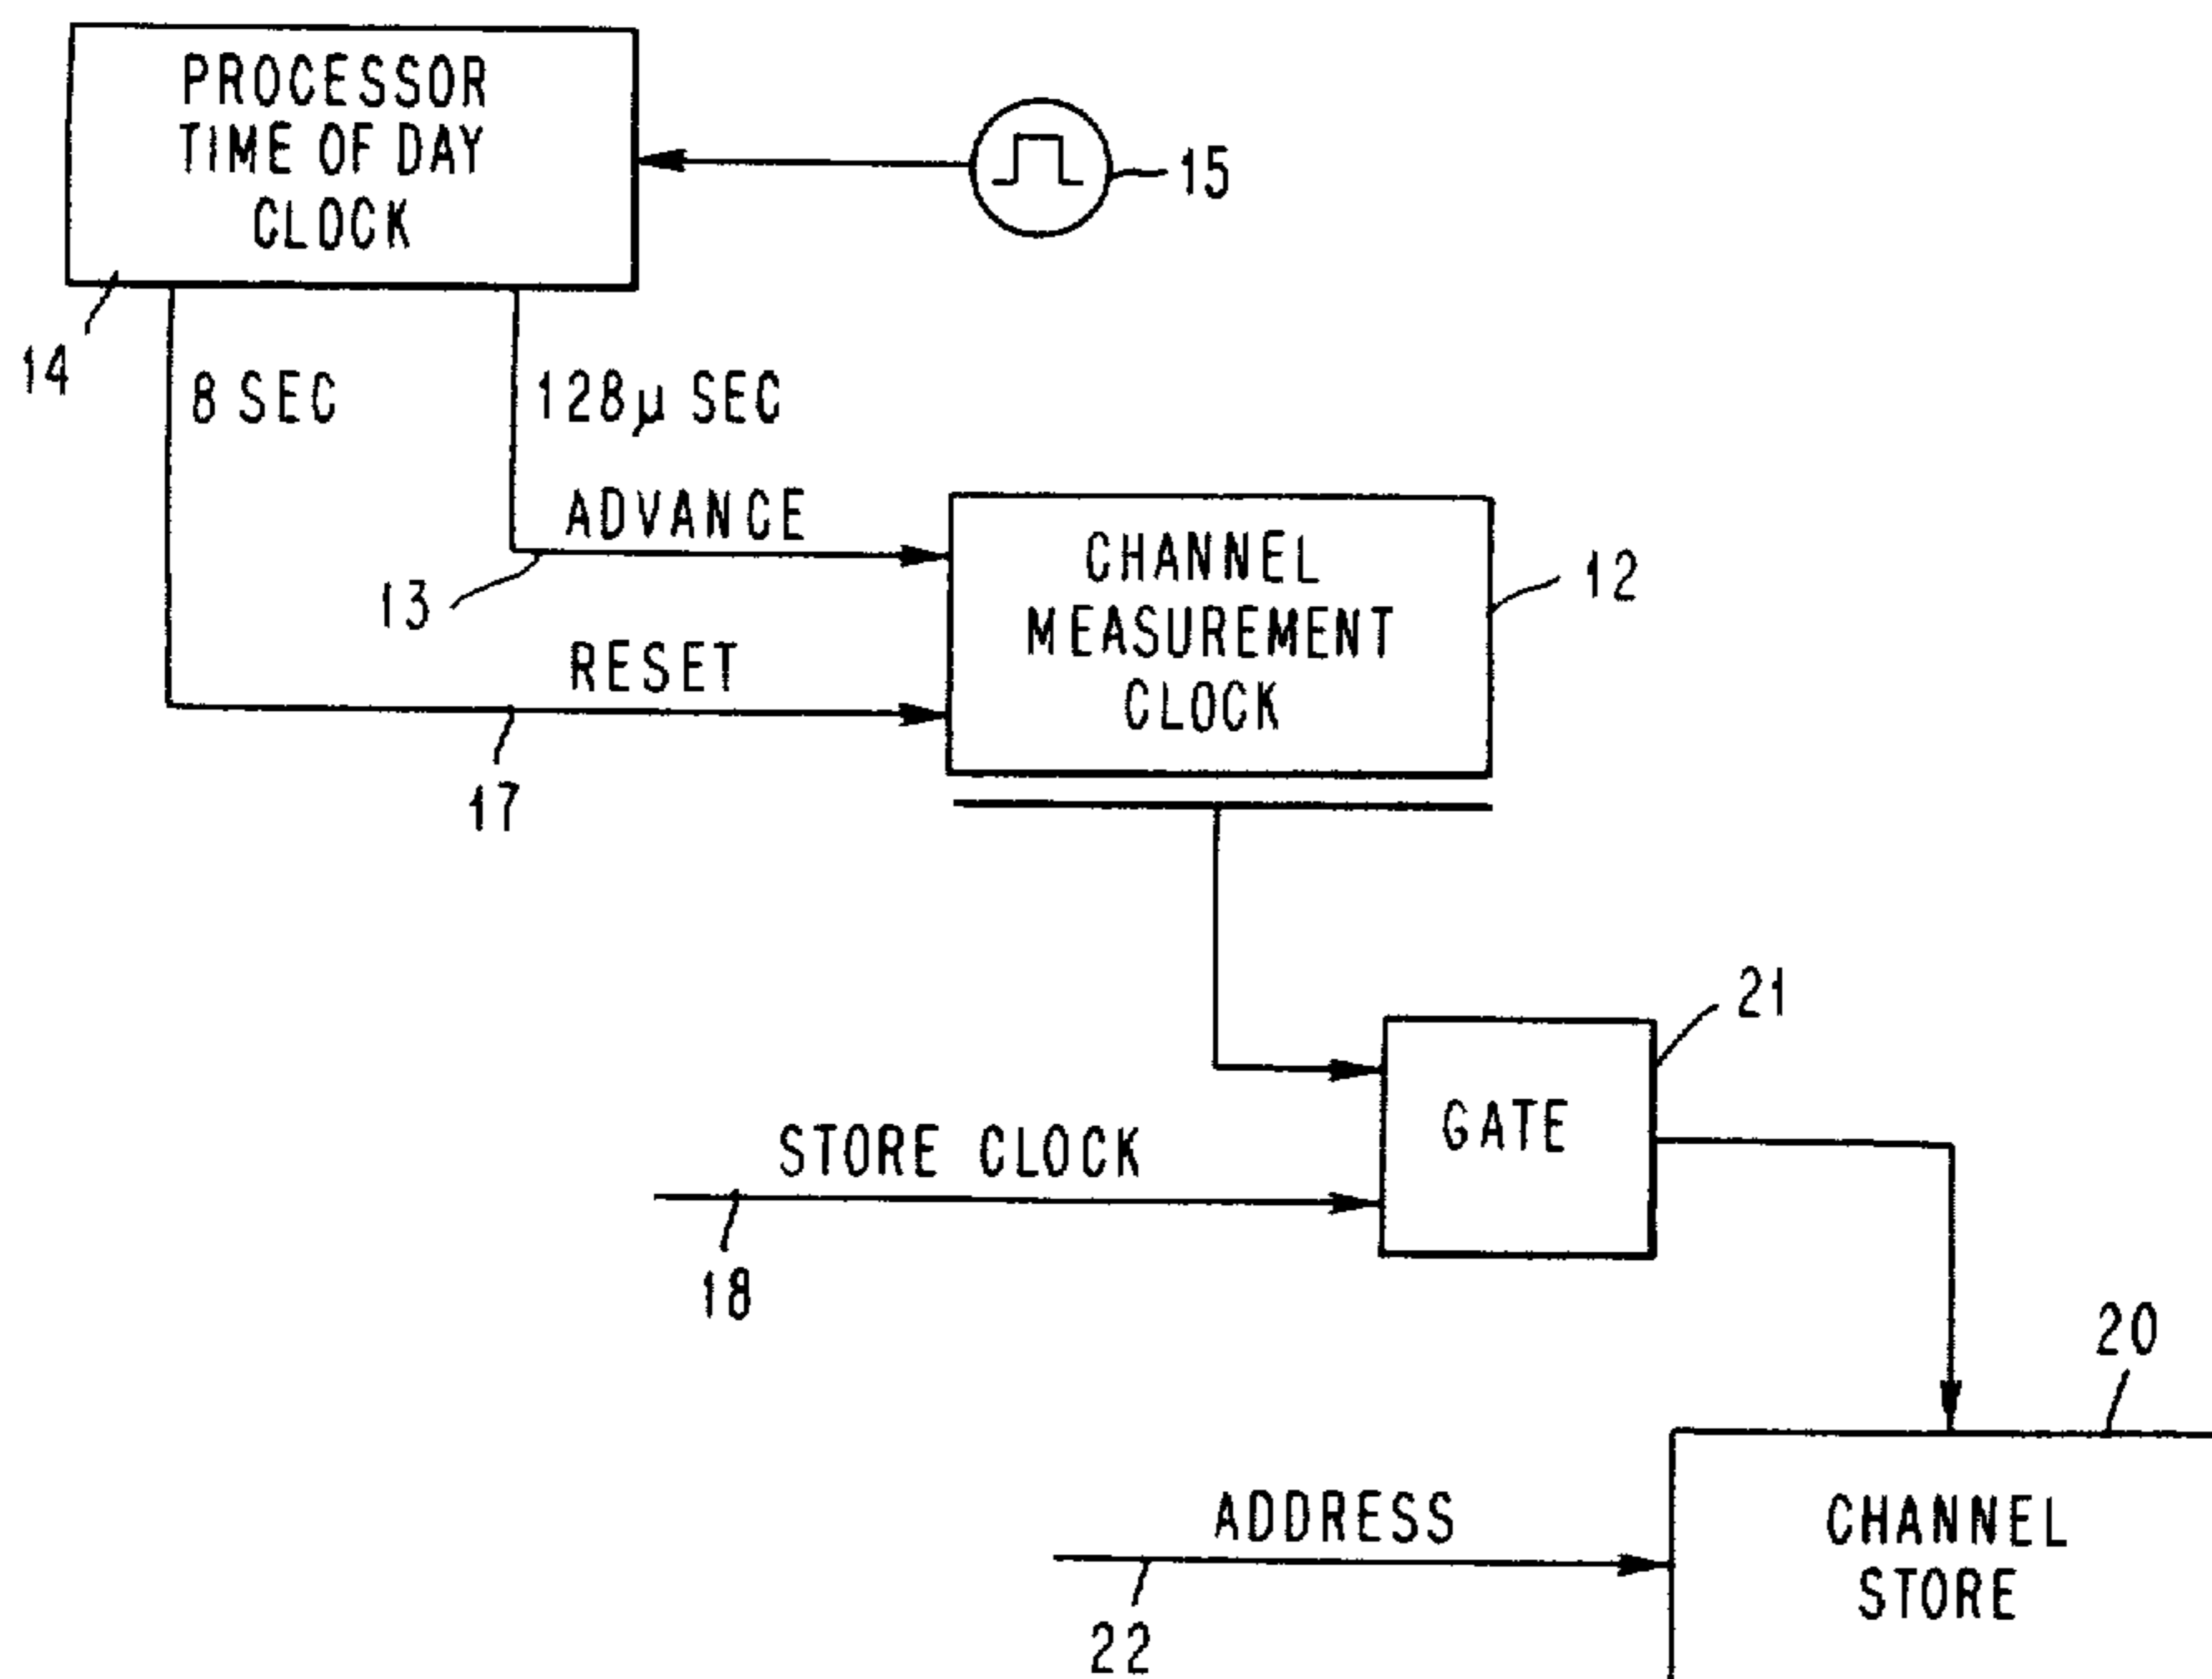 PROCESSOR
TIME OF DAY
CLOCK
15
14
8 SEC
128μ SEC
ADVANCE
13
CHANNEL
MEASUREMENT
CLOCK
12
RESET
17
21
GATE
STORE CLOCK
18
20
ADDRESS
22
CHANNEL
STORE